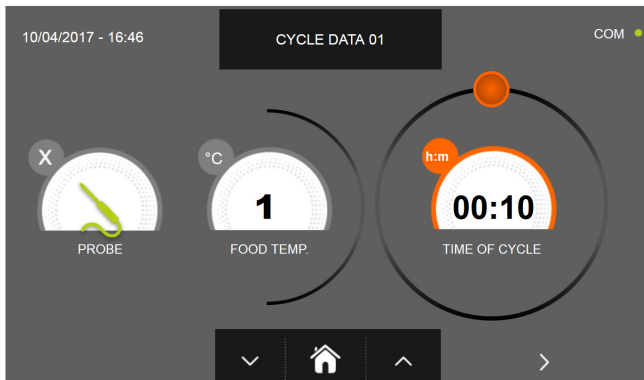 10/04/2017 - 16:46
CYCLE DATA 01
COM
X
°C
h:m
1
00:10
PROBE
FOOD TEMP.
TIME OF CYCLE